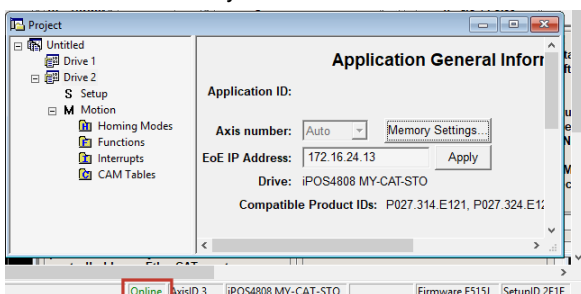 Project
Untitled
Drive 1
Drive 2
S Setup
M Motion
Homing Modes
Functions
Interrupts
CAM Tables
Application General Inforr
Application ID:
Axis number: Auto Memory Settings...
EoE IP Address: 172.16.24.13 Apply
Drive: iPOS4808 MY-CAT-STO
Compatible Product IDs: P027.314.E121, P027.324.E12
Online AxisID 3 iPOS4808 MY-CAT-STO Firmware F515I SetupID 2F1F